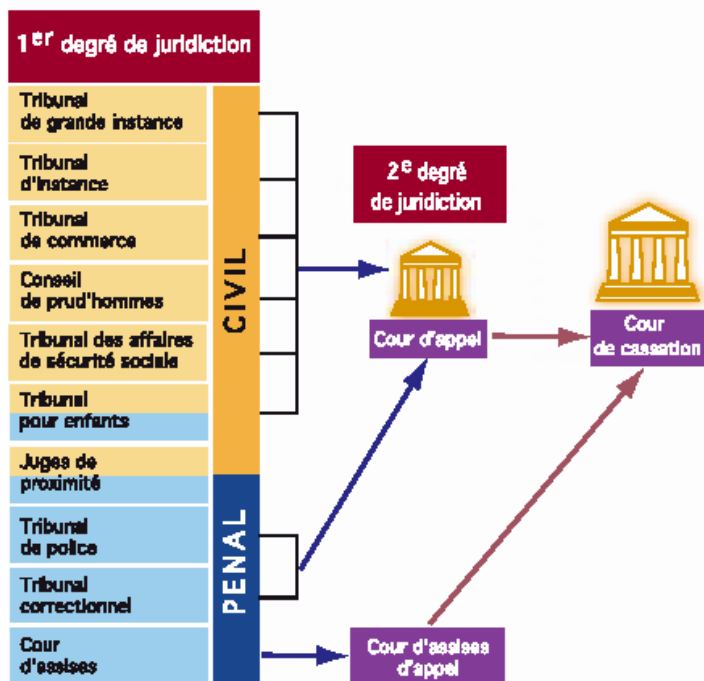 1er degré de juridiction
Tribunal
de grande instance
Tribunal
d'instance
Tribunal
de commerce
Conseil
de prud'hommes
Tribunal des affaires
de sécurité sociale
Tribunal
pour enfants
Juges de
proximité
Tribunal
de police
Tribunal
correctionnel
Cour
d'assises
CIVIL
PENAL
2e degré
de juridiction
Cour d'appel
Cour
de cassation
Cour d'assises
d'appel